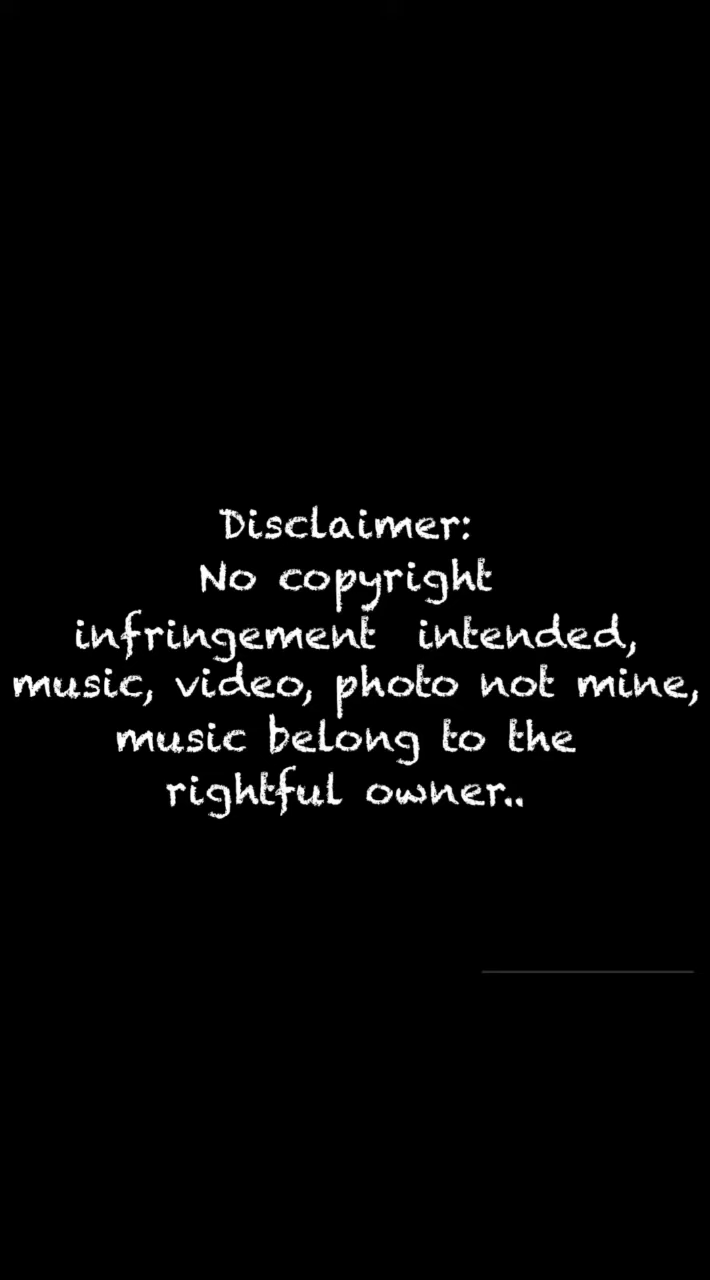 Disclaimer:
No copyright
infringement intended,
music, video, photo not mine,
music belong to the
rightful owner..